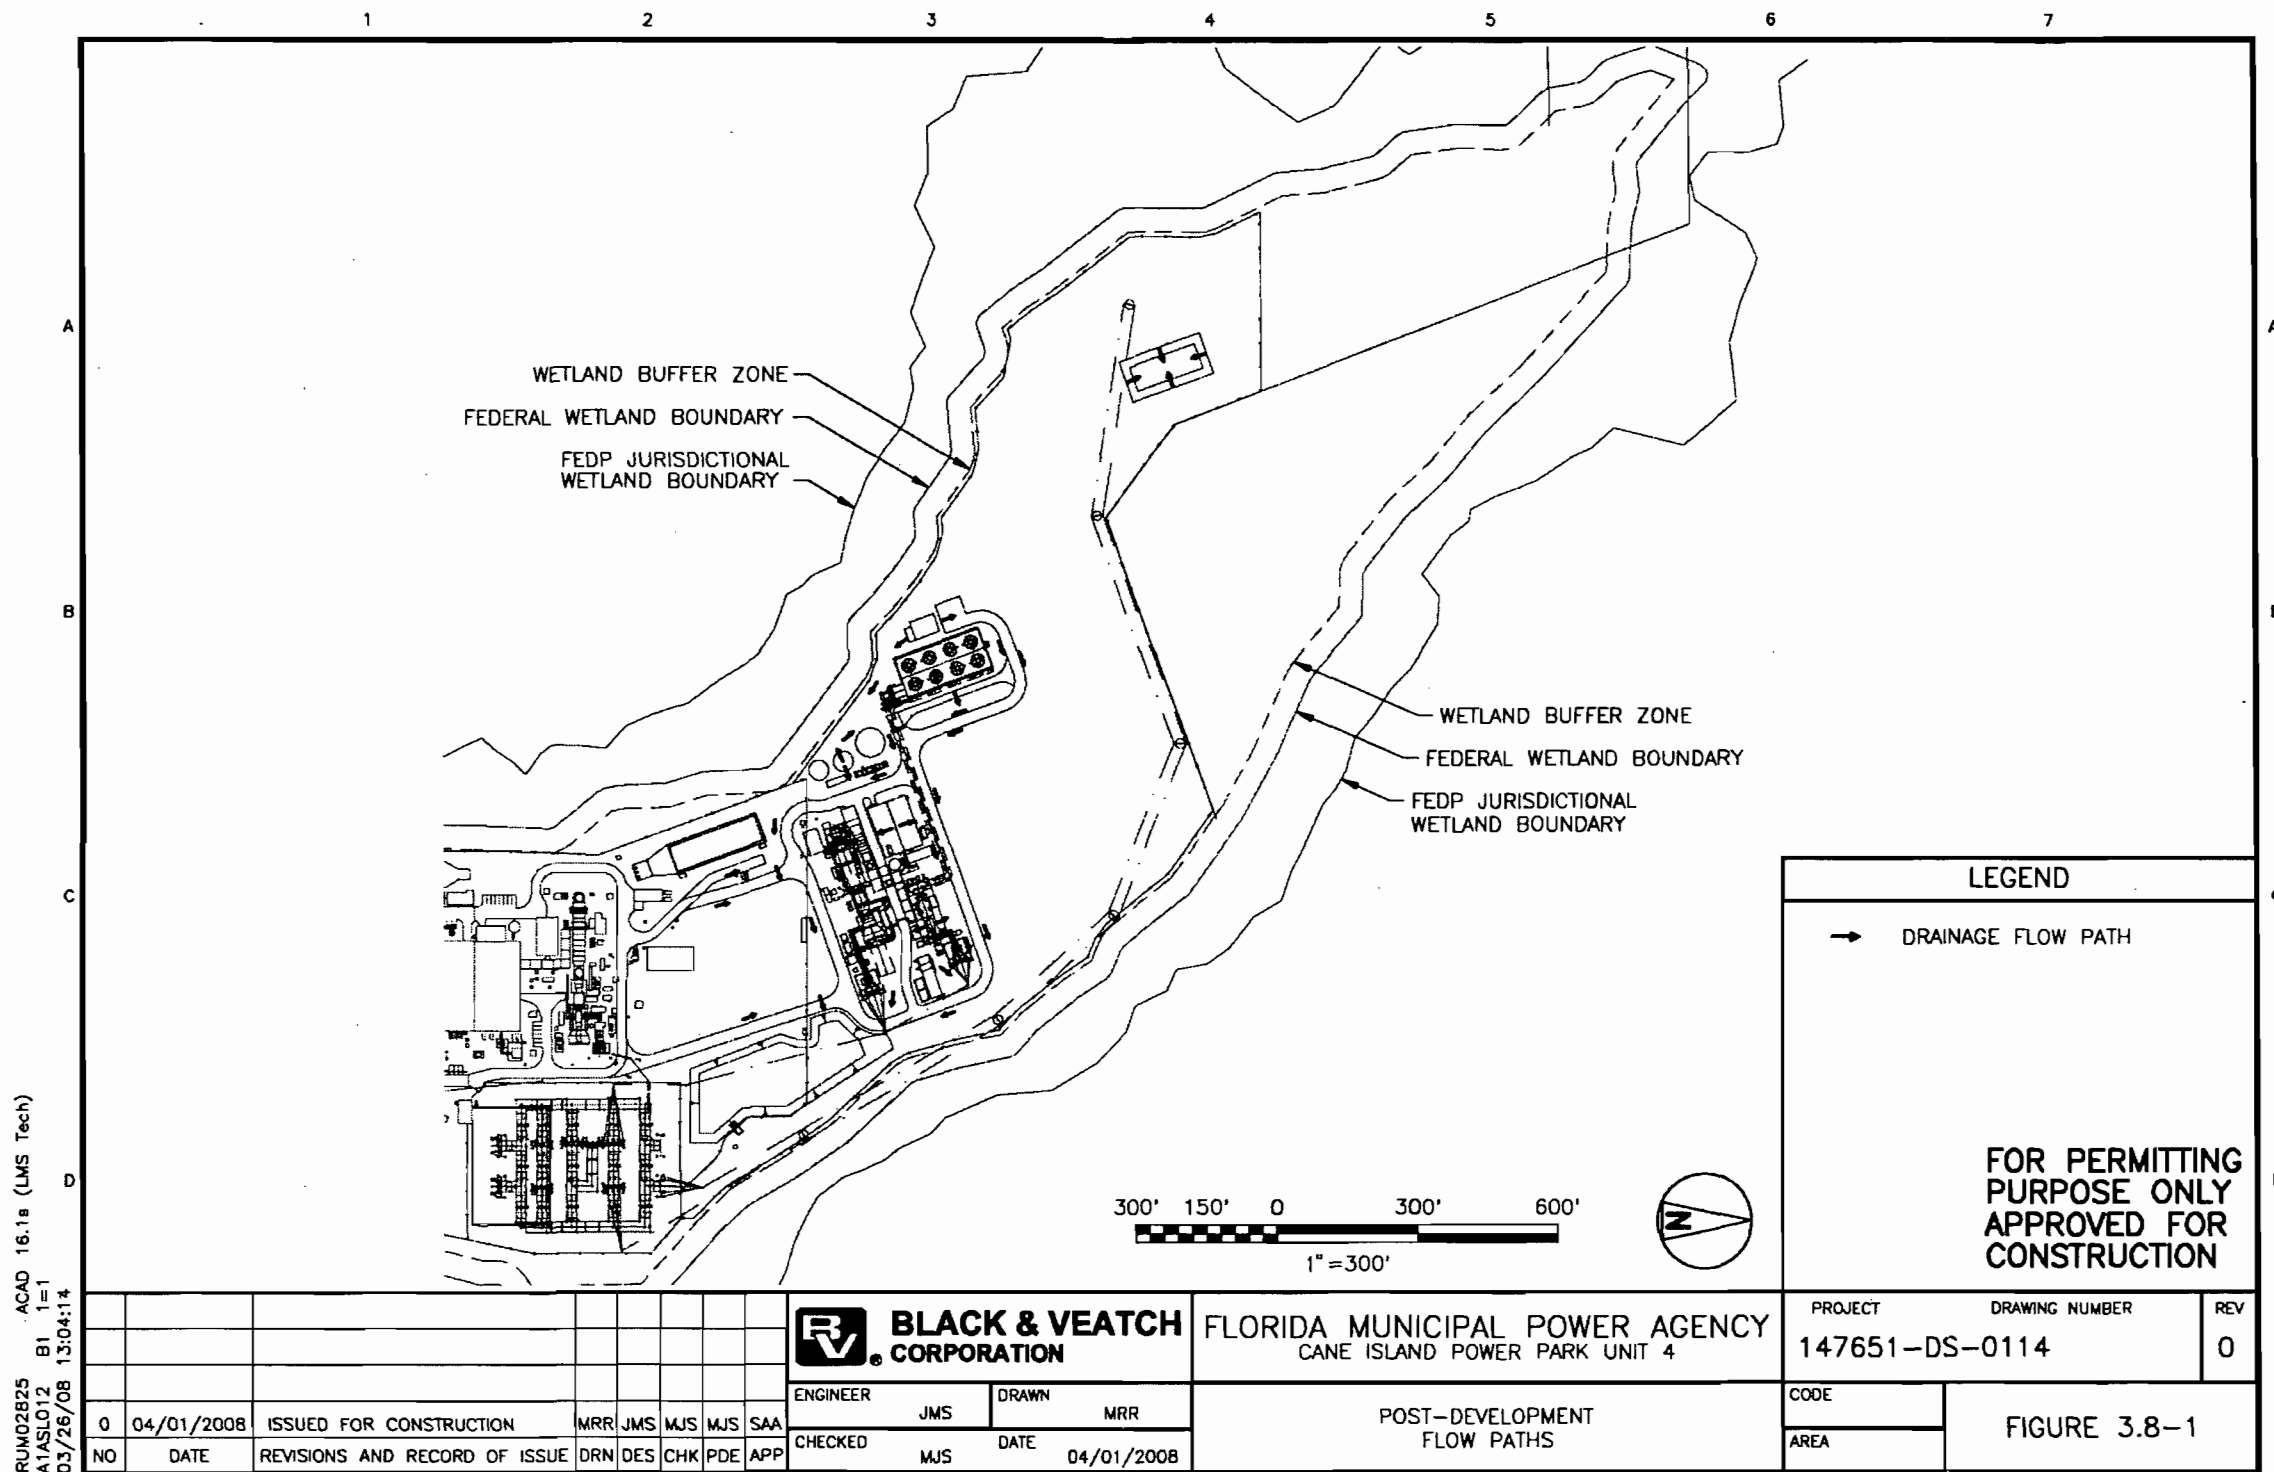 1 2 3 4 5 6 7
A
B
C
D
WETLAND BUFFER ZONE
FEDERAL WETLAND BOUNDARY
FEDP JURISDICTIONAL
WETLAND BOUNDARY
WETLAND BUFFER ZONE
FEDERAL WETLAND BOUNDARY
FEDP JURISDICTIONAL
WETLAND BOUNDARY
LEGEND
DRAINAGE FLOW PATH
FOR PERMITTING
PURPOSE ONLY
APPROVED FOR
CONSTRUCTION
300' 150' 0 300' 600'
1"=300'
N
BLACK & VEATCH
CORPORATION
BV ®
FLORIDA MUNICIPAL POWER AGENCY
CANE ISLAND POWER PARK UNIT 4
PROJECT DRAWING NUMBER REV
147651-DS-0114 0
ENGINEER JMS DRAWN MRR
CHECKED MJS DATE 04/01/2008
POST-DEVELOPMENT
FLOW PATHS
CODE
AREA
FIGURE 3.8-1
0 04/01/2008 ISSUED FOR CONSTRUCTION MRR JMS MJS MJS SAA
NO DATE REVISIONS AND RECORD OF ISSUE DRN DES CHK PDE APP
RUM02825 ACAD 16.1s (LMS Tech)
A1ASL012 B1 1=1
03/26/08 13:04:14